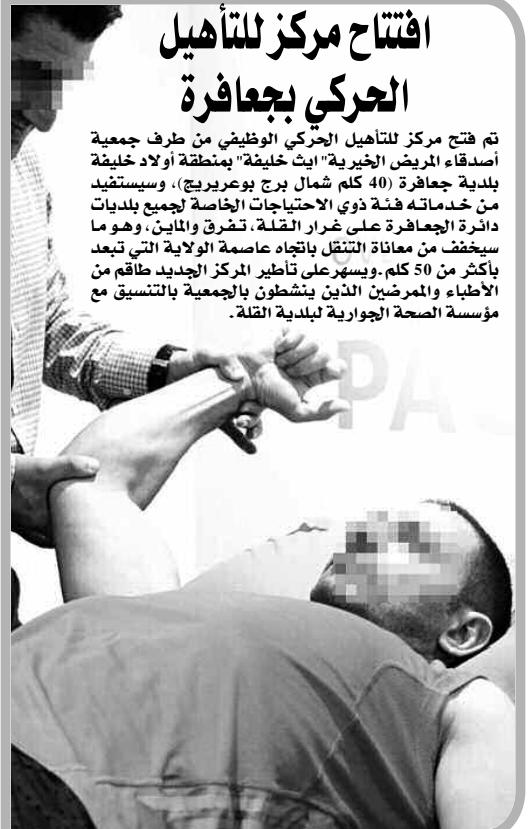 افتتاح مركز للتأهيل
الحركي بجعافرة
تم فتح مركز للتأهيل الحركي الوظيفي من طرف جمعية
أصدقاء المريض الخيرية" ايث خليفة" بمنطقة أولاد خليفة
بلدية جعافرة (40 كلم شمال برج بوعريريج)، وسيستفيد
من خدماته فئة ذوي الاحتياجات الخاصة لجميع بلديات
دائرة الجعافرة على غرار القلة، تفرق والماين، وهو ما
سيخفف من معاناة التنقل باتجاه عاصمة الولاية التي تبعد
بأكثر من 50 كلم .ويسهر على تأطير المركز الجديد طاقم من
الأطباء والممرضين الذين ينشطون بالجمعية بالتنسيق مع
مؤسسة الصحة الجوارية لبلدية القلة .
PA